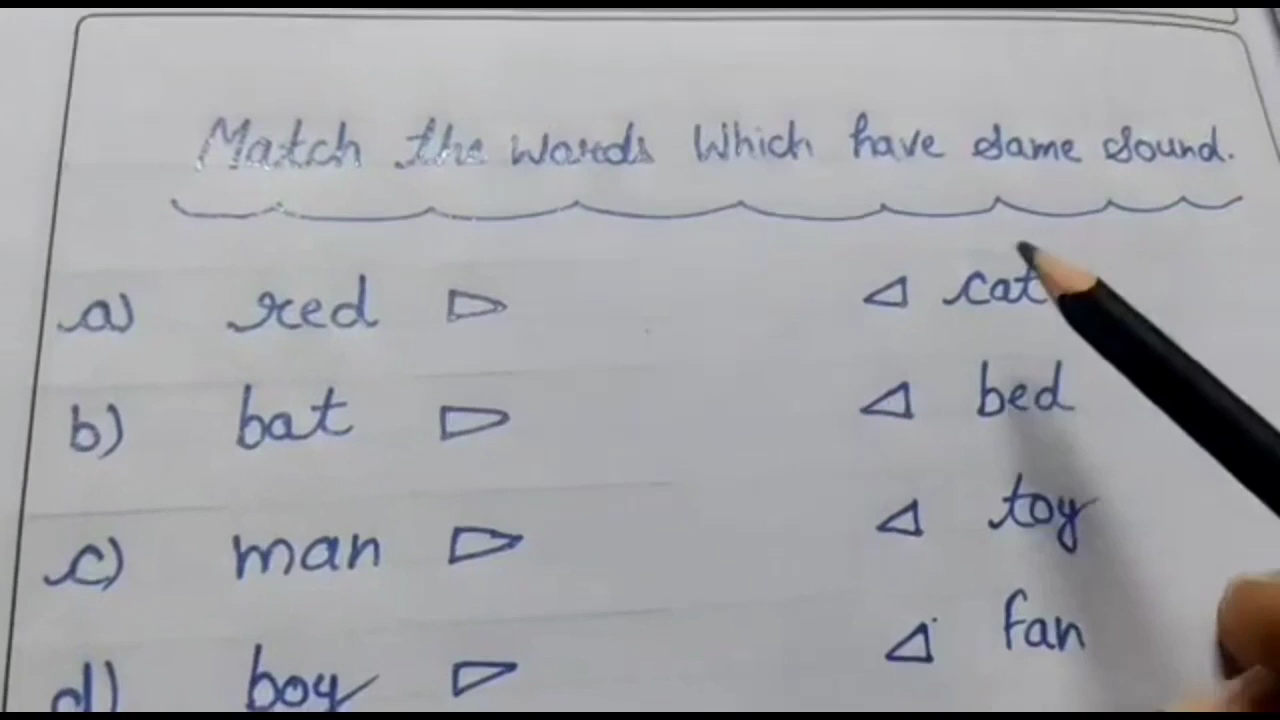 Match the words Which have same sound.
a) red cat
b) bat bed
c) man toy
d) boy fan